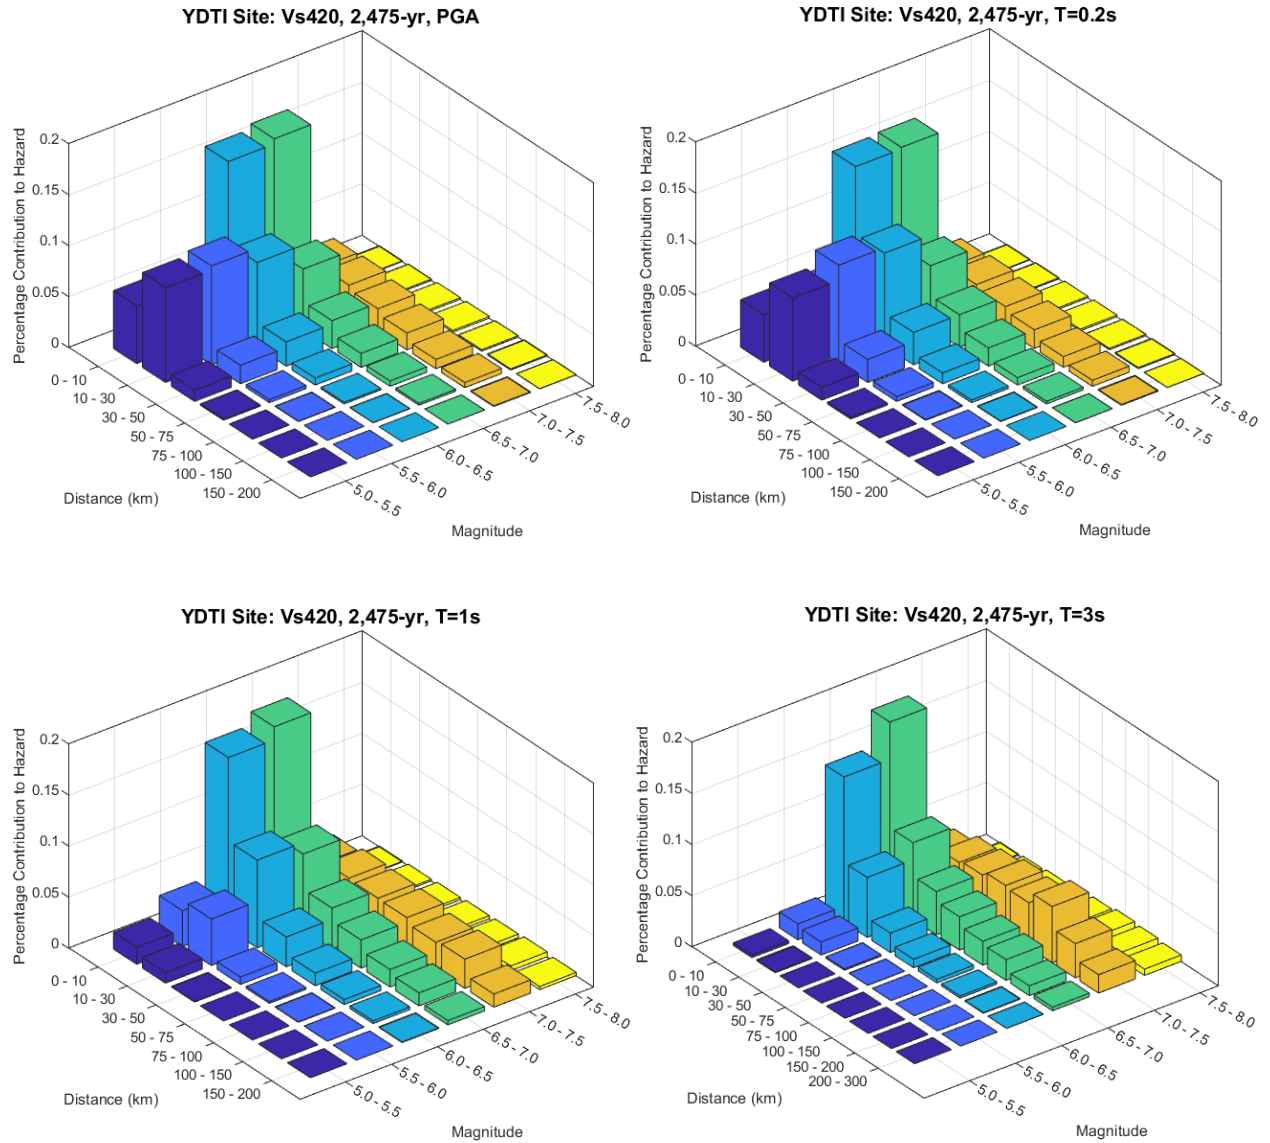 YDTI Site: Vs420, 2,475-yr, PGA
Percentage Contribution to Hazard
0.2
0.15
0.1
0.05
0
0 - 10
10 - 30
30 - 50
50 - 75
75 - 100
100 - 150
150 - 200
Distance (km)
5.0 - 5.5
5.5 - 6.0
6.0 - 6.5
6.5 - 7.0
7.0 - 7.5
7.5 - 8.0
Magnitude
YDTI Site: Vs420, 2,475-yr, T=0.2s
Percentage Contribution to Hazard
0.2
0.15
0.1
0.05
0
0 - 10
10 - 30
30 - 50
50 - 75
75 - 100
100 - 150
150 - 200
Distance (km)
5.0 - 5.5
5.5 - 6.0
6.0 - 6.5
6.5 - 7.0
7.0 - 7.5
7.5 - 8.0
Magnitude
YDTI Site: Vs420, 2,475-yr, T=1s
Percentage Contribution to Hazard
0.2
0.15
0.1
0.05
0
0 - 10
10 - 30
30 - 50
50 - 75
75 - 100
100 - 150
150 - 200
Distance (km)
5.0 - 5.5
5.5 - 6.0
6.0 - 6.5
6.5 - 7.0
7.0 - 7.5
7.5 - 8.0
Magnitude
YDTI Site: Vs420, 2,475-yr, T=3s
Percentage Contribution to Hazard
0.2
0.15
0.1
0.05
0
0 - 10
10 - 30
30 - 50
50 - 75
75 - 100
100 - 150
150 - 200
200 - 300
Distance (km)
5.0 - 5.5
5.5 - 6.0
6.0 - 6.5
6.5 - 7.0
7.0 - 7.5
7.5 - 8.0
Magnitude